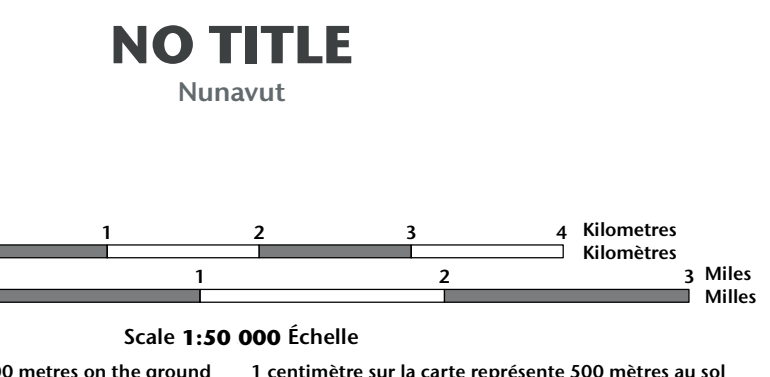 NO TITLE
Nunavut
1 2 3 4 Kilometres
Kilomètres
1 2 3 Miles
Milles
Scale 1:50 000 Échelle
metres on the ground 1 centimètre sur la carte représente 500 mètres au sol